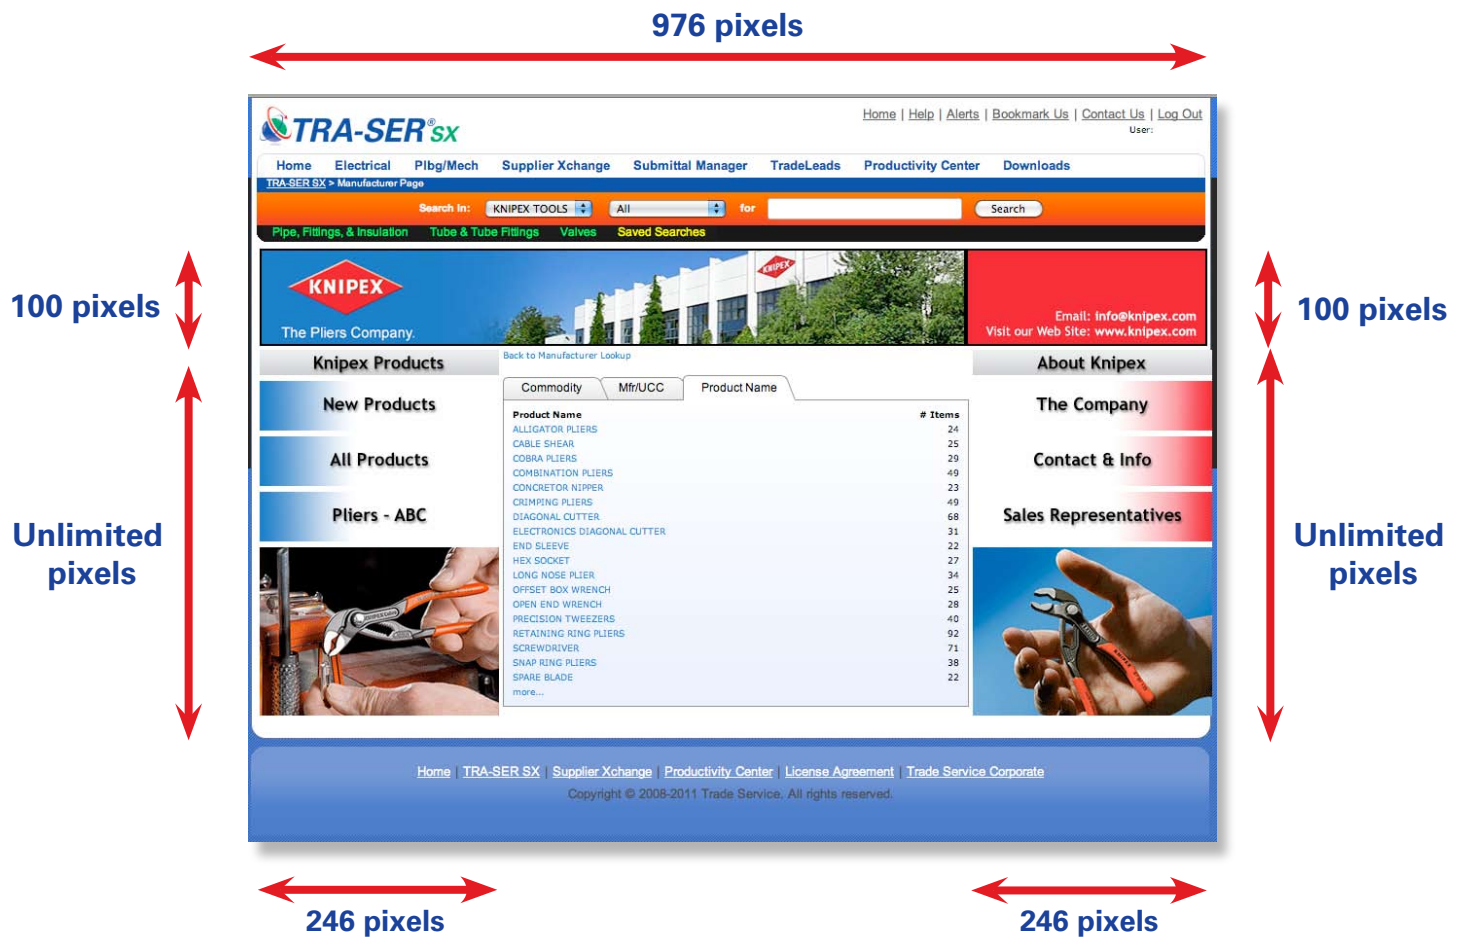 976 pixels
TRA-SER® SX
Home | Help | Alerts | Bookmark Us | Contact Us | Log Out
User:
Home Electrical Plbg/Mech Supplier Xchange Submittal Manager TradeLeads Productivity Center Downloads
TRA-SER SX > Manufacturer Page
Search In: KNIPEX TOOLS All for Search
Pipe, Fittings, & Insulation Tube & Tube Fittings Valves Saved Searches
100 pixels
KNIPEX
The Pliers Company.
KNIPEX
Email: info@knipex.com
Visit our Web Site: www.knipex.com
100 pixels
Knipex Products
New Products
All Products
Pliers - ABC
Back to Manufacturer Lookup
Commodity Mfr/UCC Product Name
Product Name # Items
ALLIGATOR PLIERS 24
CABLE SHEAR 25
COBRA PLIERS 29
COMBINATION PLIERS 49
CONCRETOR NIPPER 23
CRIMPING PLIERS 49
DIAGONAL CUTTER 68
ELECTRONICS DIAGONAL CUTTER 31
END SLEEVE 22
HEX SOCKET 27
LONG NOSE PLIER 34
OFFSET BOX WRENCH 25
OPEN END WRENCH 28
PRECISION TWEEZERS 40
RETAINING RING PLIERS 92
SCREWDRIVER 71
SNAP RING PLIERS 38
SPARE BLADE 22
more...
About Knipex
The Company
Contact & Info
Sales Representatives
KNIPEX
Unlimited
pixels
Unlimited
pixels
Home | TRA-SER SX | Supplier Xchange | Productivity Center | License Agreement | Trade Service Corporate
Copyright © 2008-2011 Trade Service, All rights reserved.
246 pixels
246 pixels